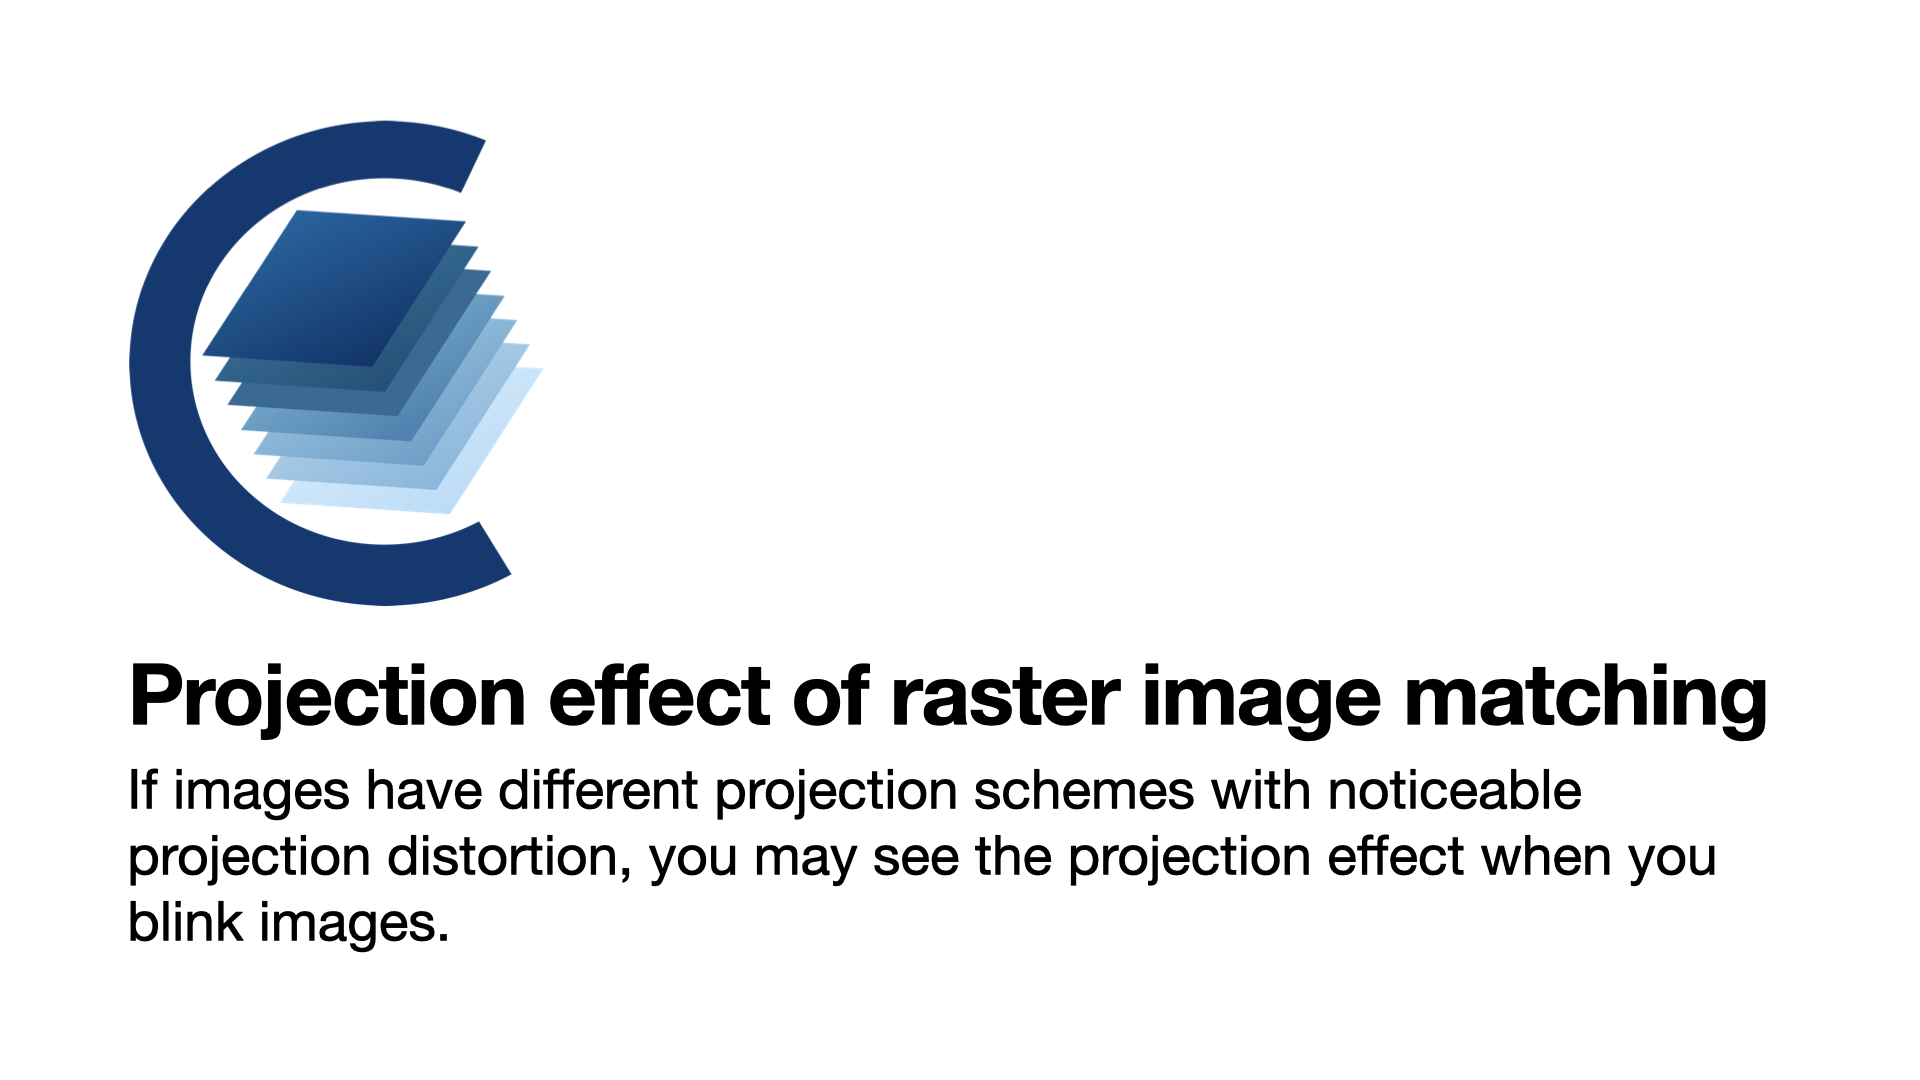 Projection effect of raster image matching
If images have different projection schemes with noticeable
projection distortion, you may see the projection effect when you
blink images.